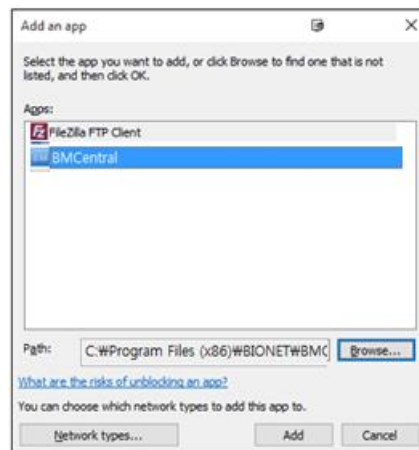 Add an app
Select the app you want to add, or click Browse to find one that is not
listed, and then click OK.
Apps:
FileZilla FTP Client
BMCentral
Path:
C:₩Program Files (x86)₩BIONET₩BMC
Browse...
What are the risks of unblocking an app?
You can choose which network types to add this app to.
Network types...
Add
Cancel